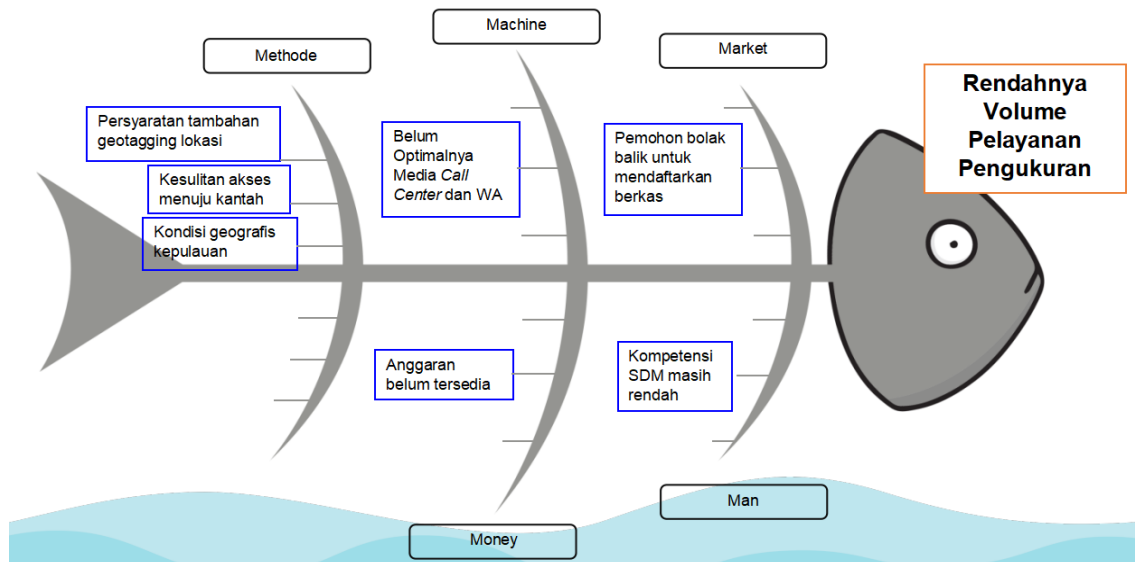 Methode
Machine
Market
Rendahnya
Volume
Pelayanan
Pengukuran
Persyaratan tambahan
geotagging lokasi
Kesulitan akses
menuju kantah
Kondisi geografis
kepulauan
Belum
Optimalnya
Media Call
Center dan WA
Pemohon bolak
balik untuk
mendaftarkan
berkas
Anggaran
belum tersedia
Kompetensi
SDM masih
rendah
Money
Man